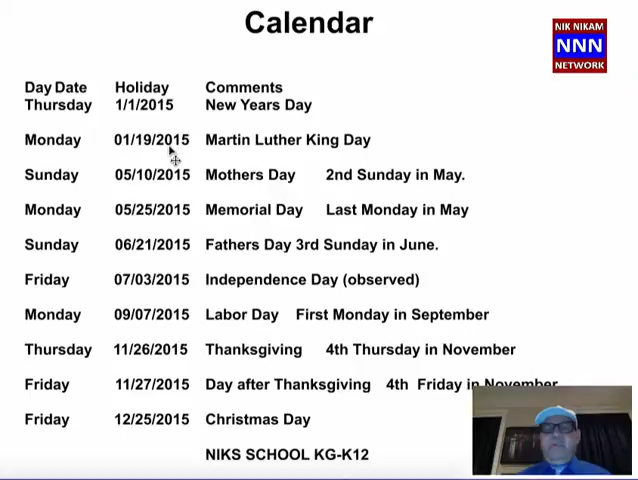 Calendar
NIK NIKAM
NNN
NETWORK
Day Date Holiday Comments
Thursday 1/1/2015 New Years Day
Monday 01/19/2015 Martin Luther King Day
Sunday 05/10/2015 Mothers Day 2nd Sunday in May.
Monday 05/25/2015 Memorial Day Last Monday in May
Sunday 06/21/2015 Fathers Day 3rd Sunday in June.
Friday 07/03/2015 Independence Day (observed)
Monday 09/07/2015 Labor Day First Monday in September
Thursday 11/26/2015 Thanksgiving 4th Thursday in November
Friday 11/27/2015 Day after Thanksgiving 4th Friday in November
Friday 12/25/2015 Christmas Day
NIKS SCHOOL KG-K12